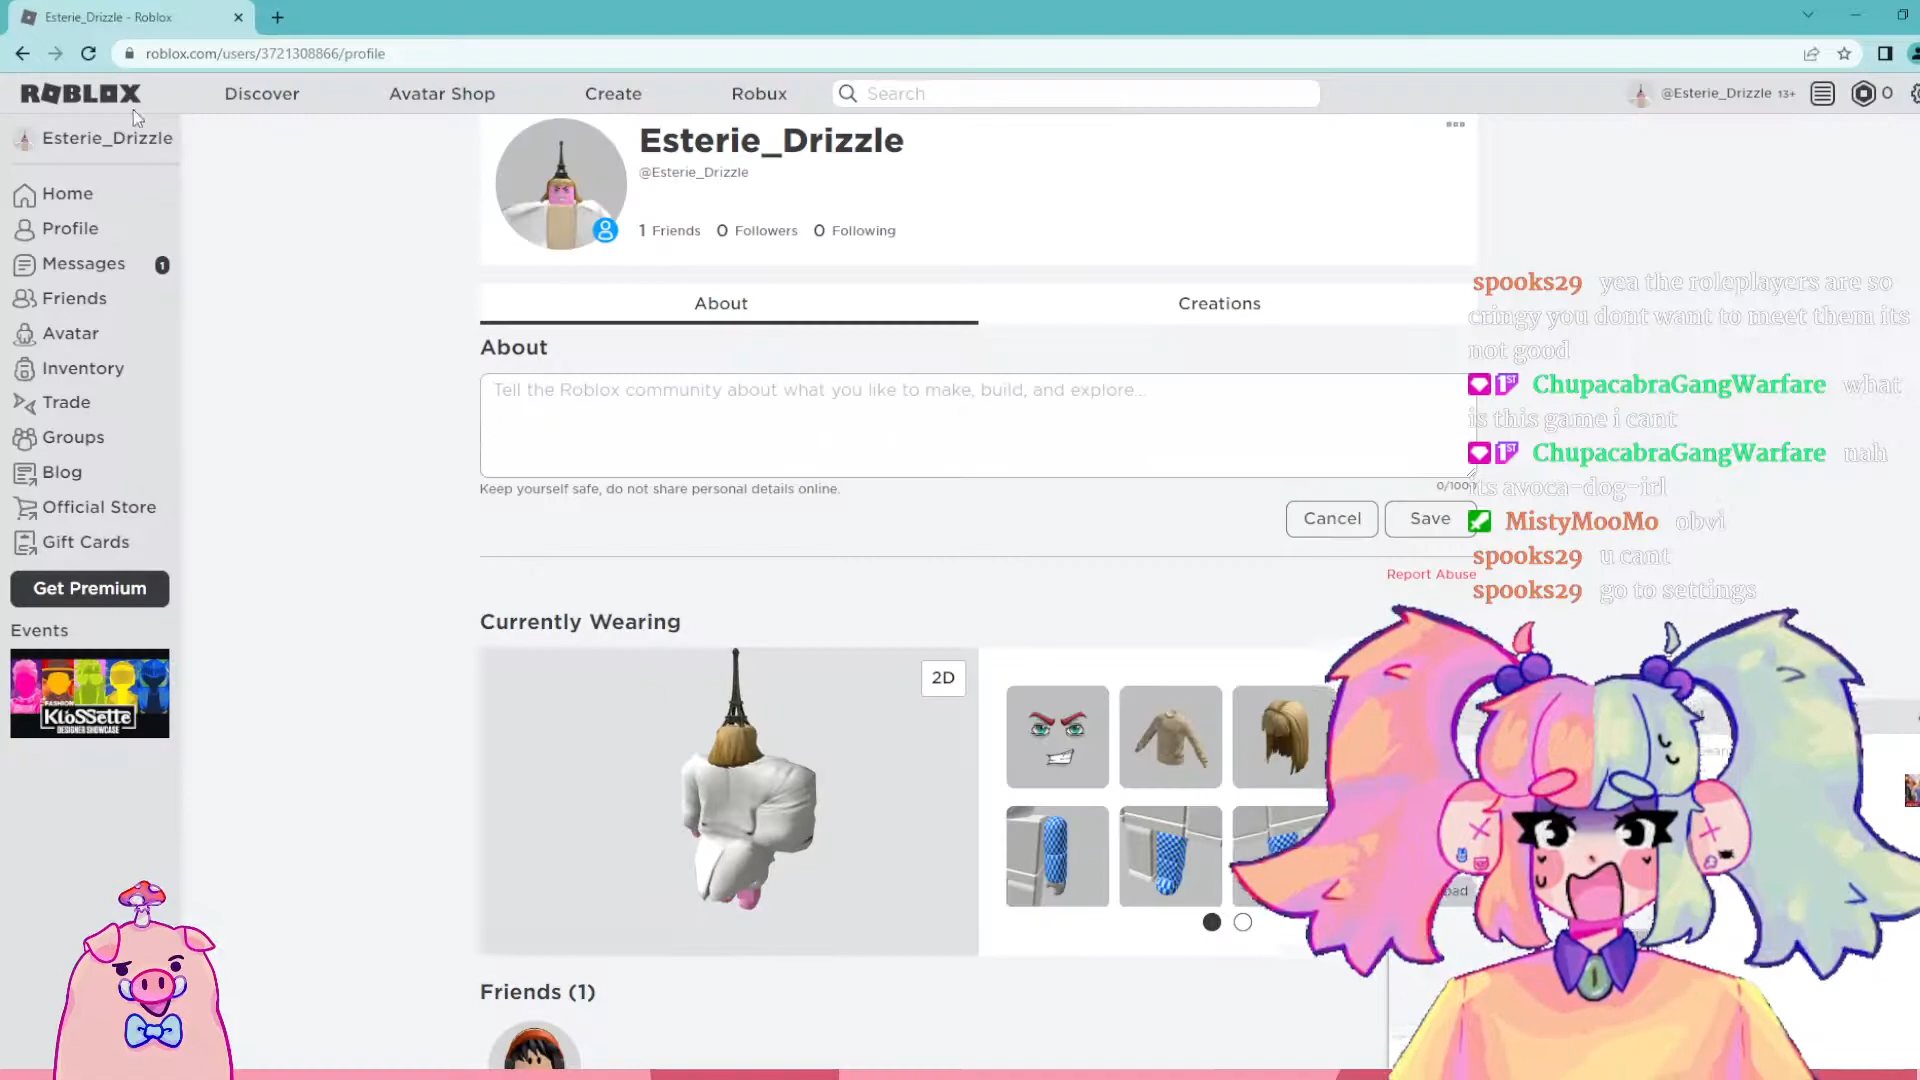 Esterie_Drizzle - Roblox
roblox.com/users/3721308866/profile
ROBLOX
Discover
Avatar Shop
Create
Robux
Search
@Esterie_Drizzle 13+
0
Esterie_Drizzle
Home
Profile
Messages 1
Friends
Avatar
Inventory
Trade
Groups
Blog
Official Store
Gift Cards
Get Premium
Events
FASHION
KLOSSETTE
DESIGNER SHOWCASE
Esterie_Drizzle
@Esterie_Drizzle
1 Friends 0 Followers 0 Following
About
Creations
About
Tell the Roblox community about what you like to make, build, and explore...
Keep yourself safe, do not share personal details online.
0/1000
Cancel
Save
Report Abuse
Currently Wearing
2D
Friends (1)
spooks29 yea the roleplayers are so
cringy you dont want to meet them its
not good
1ST ChupacabraGangWarfare what
is this game i cant
1ST ChupacabraGangWarfare nah
its avoca-dog-irl
MistyMooMo obvi
spooks29 u cant
spooks29 go to settings